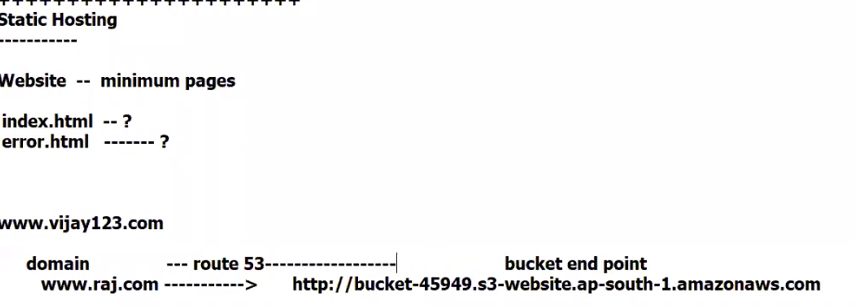 +++++++++++++++++++++++
Static Hosting
-----------
Website -- minimum pages
index.html -- ?
error.html ------- ?
www.vijay123.com
domain --- route 53------------------- bucket end point
www.raj.com -----------> http://bucket-45949.s3-website.ap-south-1.amazonaws.com